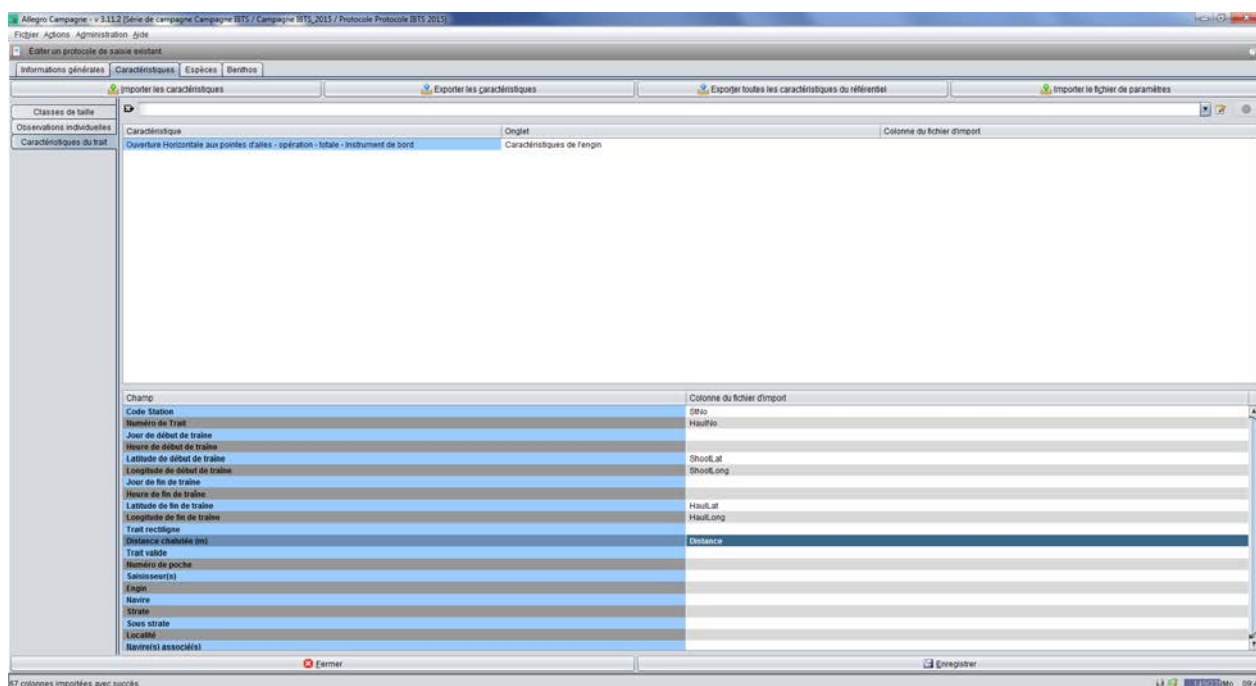 Allegro Campagne - v 3.11.2 [Série de campagne Campagne IBTS / Campagne IBTS_2015 / Protocole Protocole IBTS 2015]
Fichier Actions Administration Aide
Éditer un protocole de saisie existant
Informations générales Caractéristiques Espèces Benthos
Importer les caractéristiques Exporter les caractéristiques Exporter toutes les caractéristiques du référentiel Importer le fichier de paramètres
Classes de taille
Observations individuelles
Caractéristiques du trait
Caractéristique Onglet Colonne du fichier d'import
Ouverture Horizontale aux pointes d'ailes - opération - totale - Instrument de bord Caractéristiques de l'engin
Champ Colonne du fichier d'import
Code Station StNo
Numéro de Trait HaulNo
Jour de début de traine
Heure de début de traine
Latitude de début de traine ShootLat
Longitude de début de traine ShootLong
Jour de fin de traine
Heure de fin de traine
Latitude de fin de traine HaulLat
Longitude de fin de traine HaulLong
Trait rectiligne
Distance chalutée (m) Distance
Trait valide
Numéro de poche
Saisisseur(s)
Engin
Navire
Strate
Sous strate
Localité
Navire(s) associé(s)
Fermer Enregistrer
57 colonnes importées avec succès